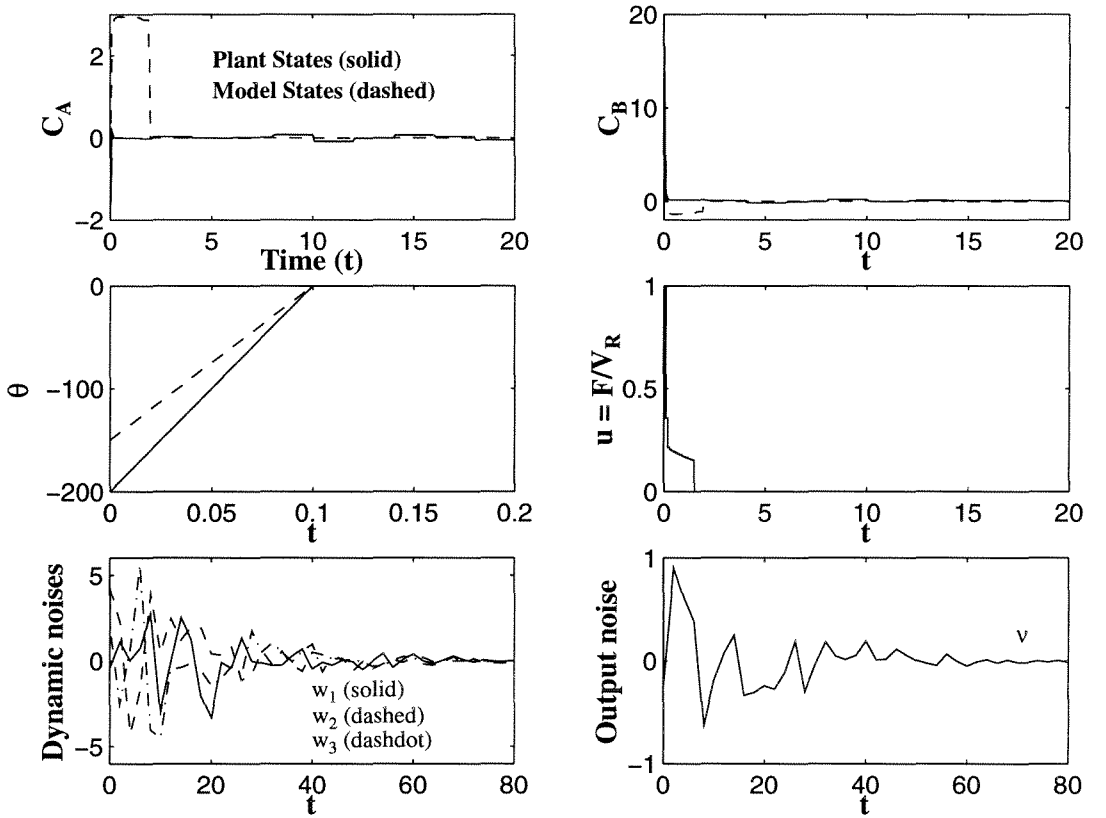 2
0
−2
C_A
Plant States (solid)
Model States (dashed)
0 5 10 15 20
Time (t)
20
10
0
C_B
0 5 10 15 20
t
0
−100
−200
θ
0 0.05 0.1 0.15 0.2
t
1
0.5
0
u = F/V_R
0 5 10 15 20
t
5
0
−5
Dynamic noises
w_1 (solid)
w_2 (dashed)
w_3 (dashdot)
0 20 40 60 80
t
1
0
−1
Output noise
ν
0 20 40 60 80
t